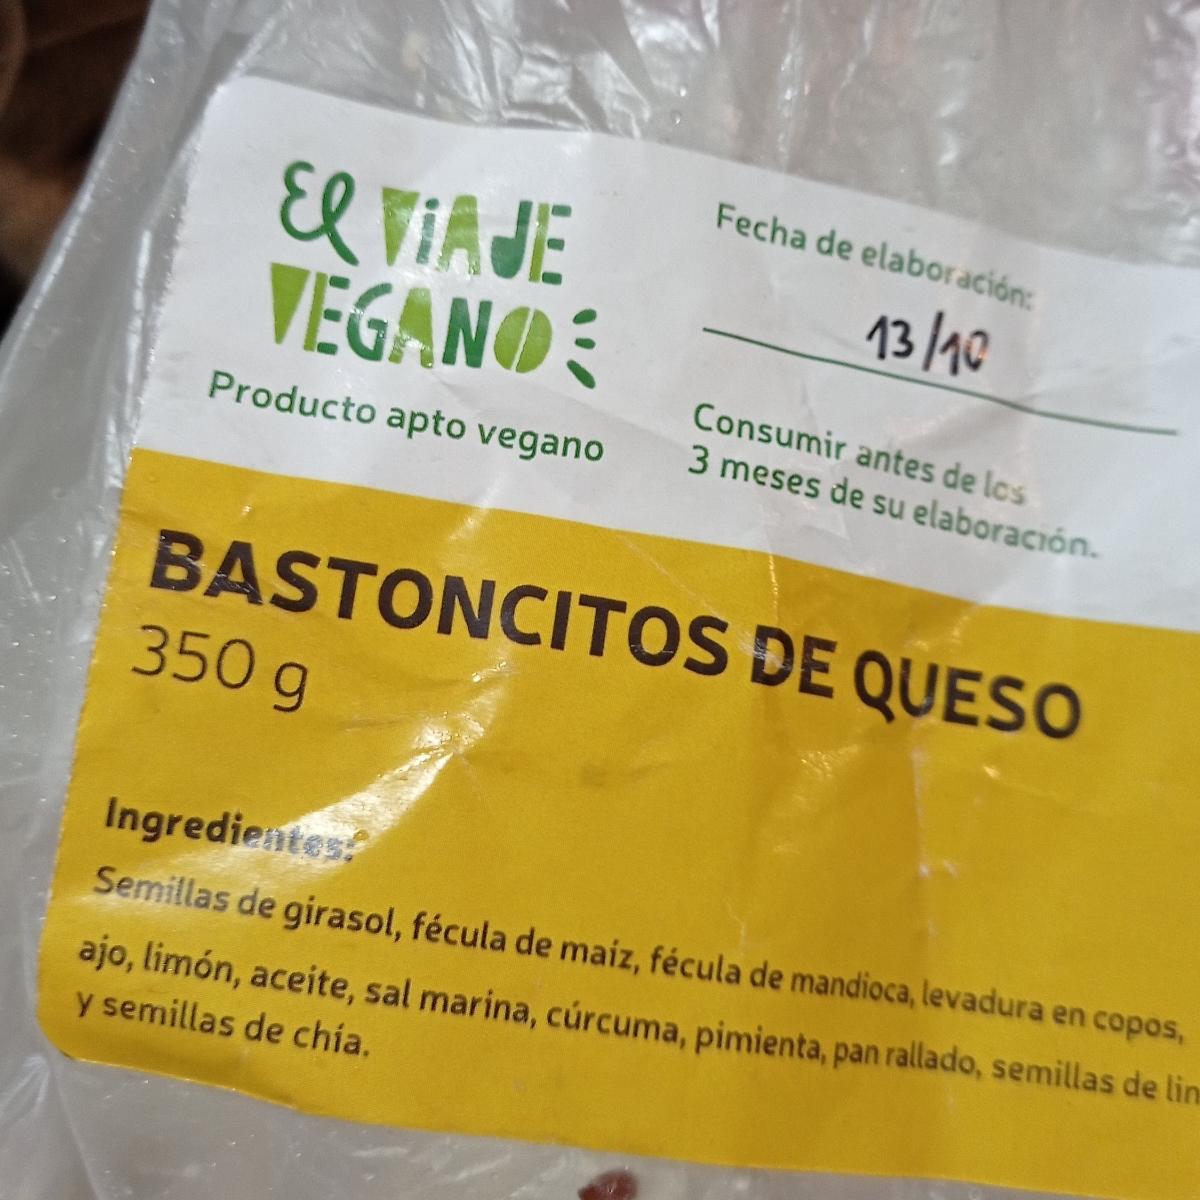 El ViAJE
VEGANO
Producto apto vegano
Fecha de elaboración:
13/10
Consumir antes de los
3 meses de su elaboración.
BASTONCITOS DE QUESO
350 g
Ingredientes:
Semillas de girasol, fécula de maíz, fécula de mandioca, levadura en copos,
ajo, limón, aceite, sal marina, cúrcuma, pimienta, pan rallado, semillas de
y semillas de chía.